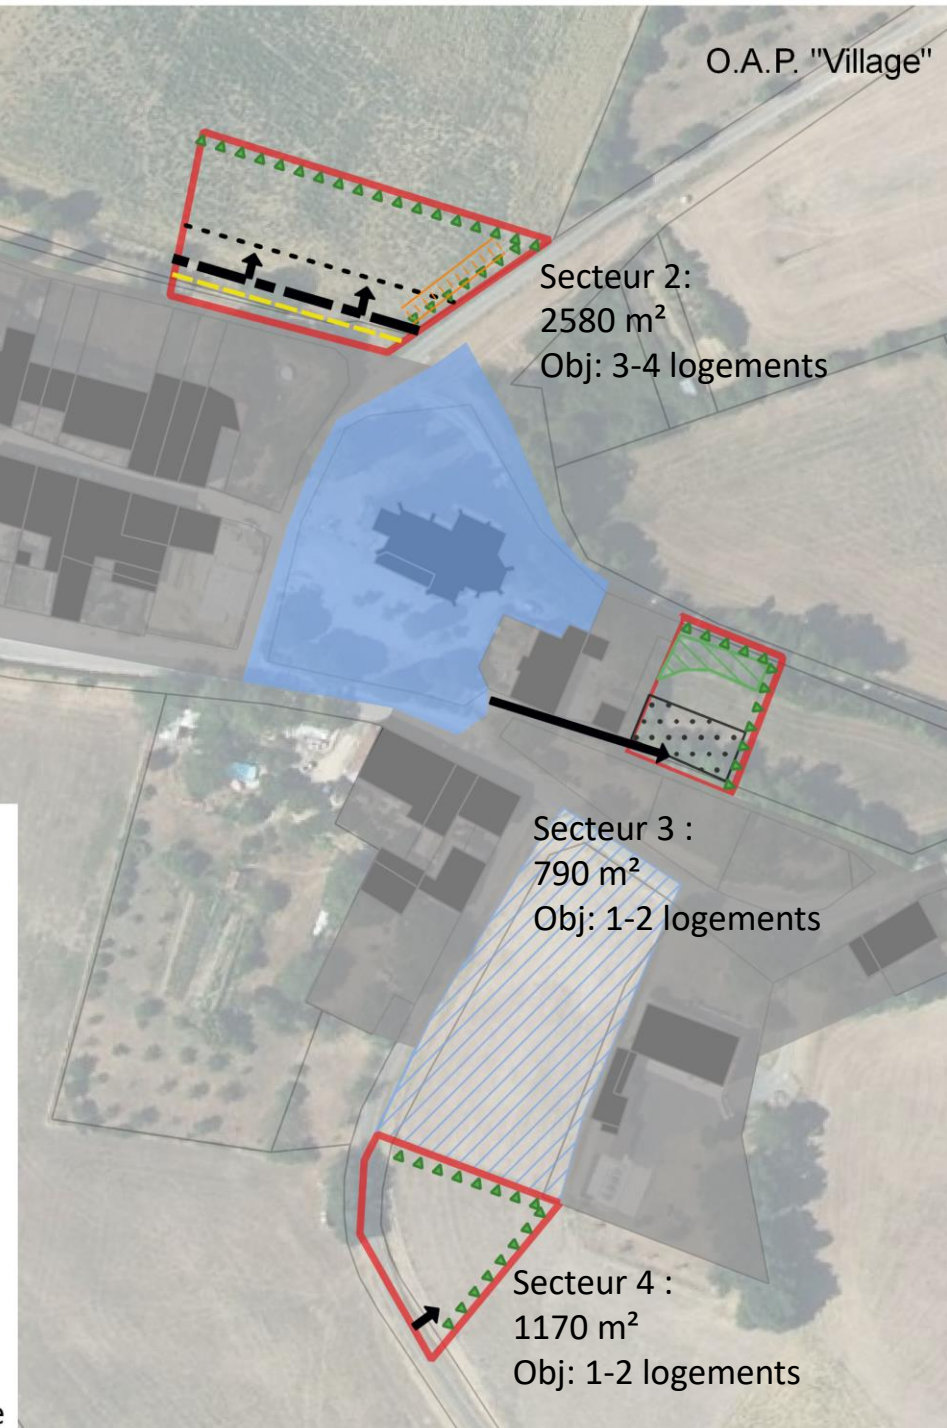 O.A.P. "Village"
Secteur 2:
2580 m²
Obj: 3-4 logements
Secteur 3 :
790 m²
Obj: 1-2 logements
Secteur 4 :
1170 m²
Obj: 1-2 logements
e